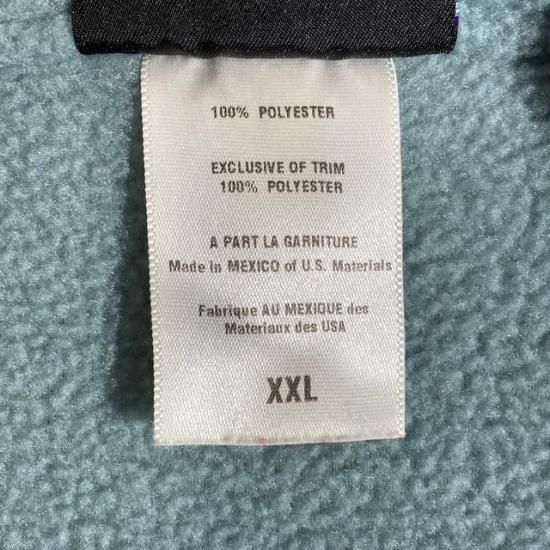 100% POLYESTER
EXCLUSIVE OF TRIM
100% POLYESTER
A PART LA GARNITURE
Made in MEXICO of U.S. Materials
Fabrique AU MEXIQUE des
Materiaux des USA
XXL